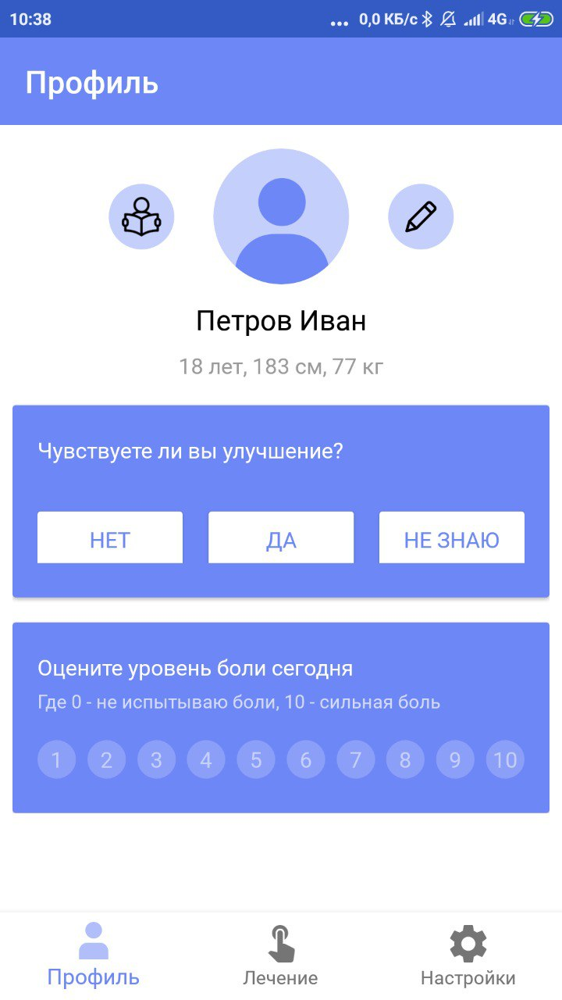 10:38 ... 0,0 КБ/с 4G
Профиль
Петров Иван
18 лет, 183 см, 77 кг
Чувствуете ли вы улучшение?
НЕТ ДА НЕ ЗНАЮ
Оцените уровень боли сегодня
Где 0 - не испытываю боли, 10 - сильная боль
1 2 3 4 5 6 7 8 9 10
Профиль Лечение Настройки